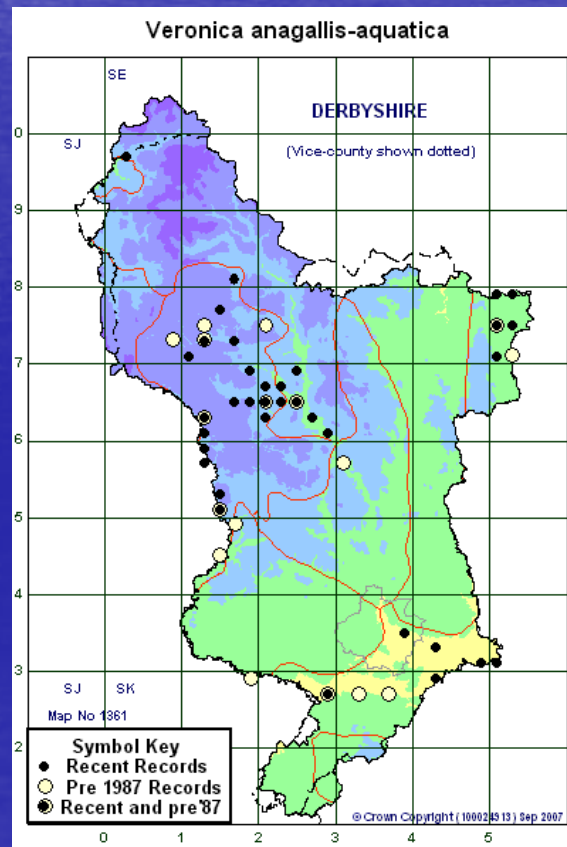 Veronica anagallis-aquatica
SE
DERBYSHIRE
(Vice-county shown dotted)
SJ
0
9
8
7
6
5
4
3
2
SJ SK
Map No 1361
Symbol Key
Recent Records
Pre 1987 Records
Recent and pre'87
© Crown Copyright (100024913) Sep 2007
0 1 2 3 4 5